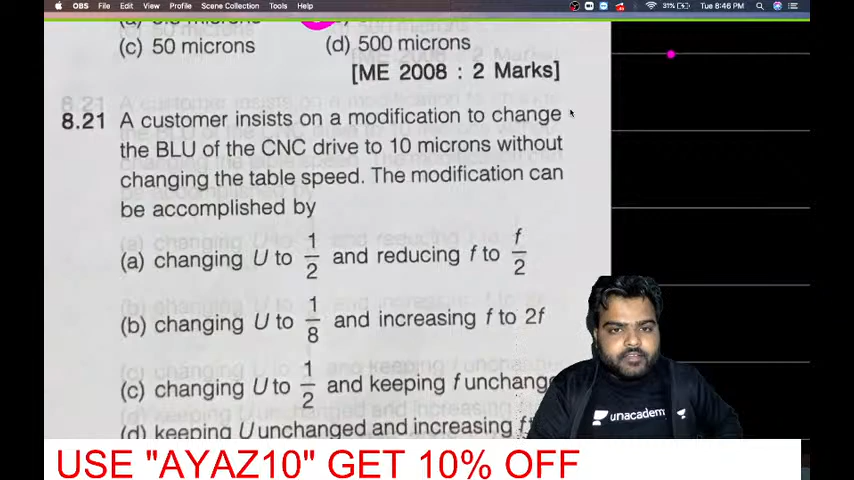 OBS File Edit View Profile Scene Collection Tools Help
31% Tue 8:46 PM
(c) 50 microns (d) 500 microns
[ME 2008 : 2 Marks]
8.21 A customer insists on a modification to change
the BLU of the CNC drive to 10 microns without
changing the table speed. The modification can
be accomplished by
(a) changing U to 1/2 and reducing f to f/2
(b) changing U to 1/8 and increasing f to 2f
(c) changing U to 1/2 and keeping f unchang
(d) keeping U unchanged and increasing f
unacadem
USE "AYAZ10" GET 10% OFF